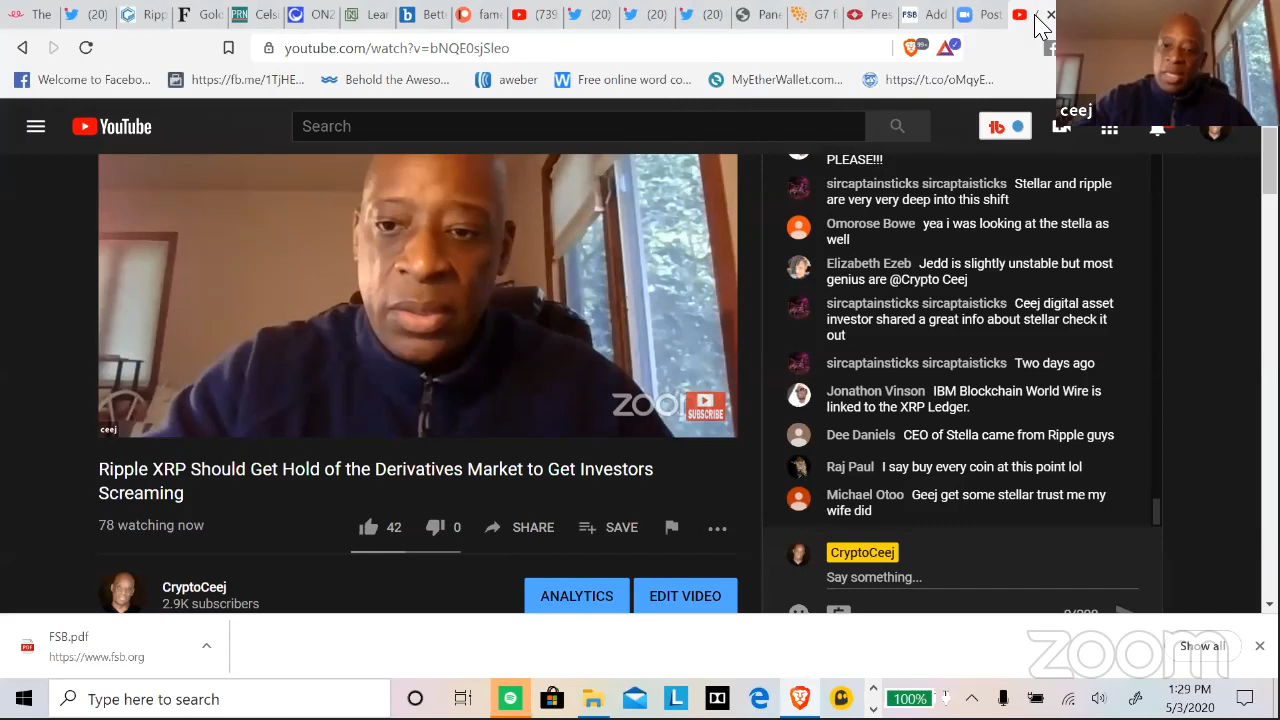 The
Ripp
Gold
Celsi
ON2
Lear
Bett
fame
(739
(20)
(20)
(20)
Pane
G7 f
Pres
Add
Post
youtube.com/watch?v=bNQE0sjSleo
99+
Welcome to Facebo...
https://fb.me/1TjHE...
Behold the Aweso...
aweber
Free online word co...
MyEtherWallet.com...
https://t.co/oMqyE...
ceej
YouTube
Search
PLEASE!!!
sircaptainsticks sircaptaisticks Stellar and ripple
are very very deep into this shift
Omorose Bowe yea i was looking at the stella as
well
Elizabeth Ezeb Jedd is slightly unstable but most
genius are @Crypto Ceej
sircaptainsticks sircaptaisticks Ceej digital asset
investor shared a great info about stellar check it
out
sircaptainsticks sircaptaisticks Two days ago
Jonathon Vinson IBM Blockchain World Wire is
linked to the XRP Ledger.
Dee Daniels CEO of Stella came from Ripple guys
Raj Paul I say buy every coin at this point lol
Michael Otoo Geej get some stellar trust me my
wife did
CryptoCeej
Say something...
zoom
SUBSCRIBE
ceej
Ripple XRP Should Get Hold of the Derivatives Market to Get Investors
Screaming
78 watching now
42
0
SHARE
SAVE
CryptoCeej
2.9K subscribers
ANALYTICS
EDIT VIDEO
FSB.pdf
https://www.fsb.org
zoom
Show all
Type here to search
100%
1:29 PM
5/3/2020